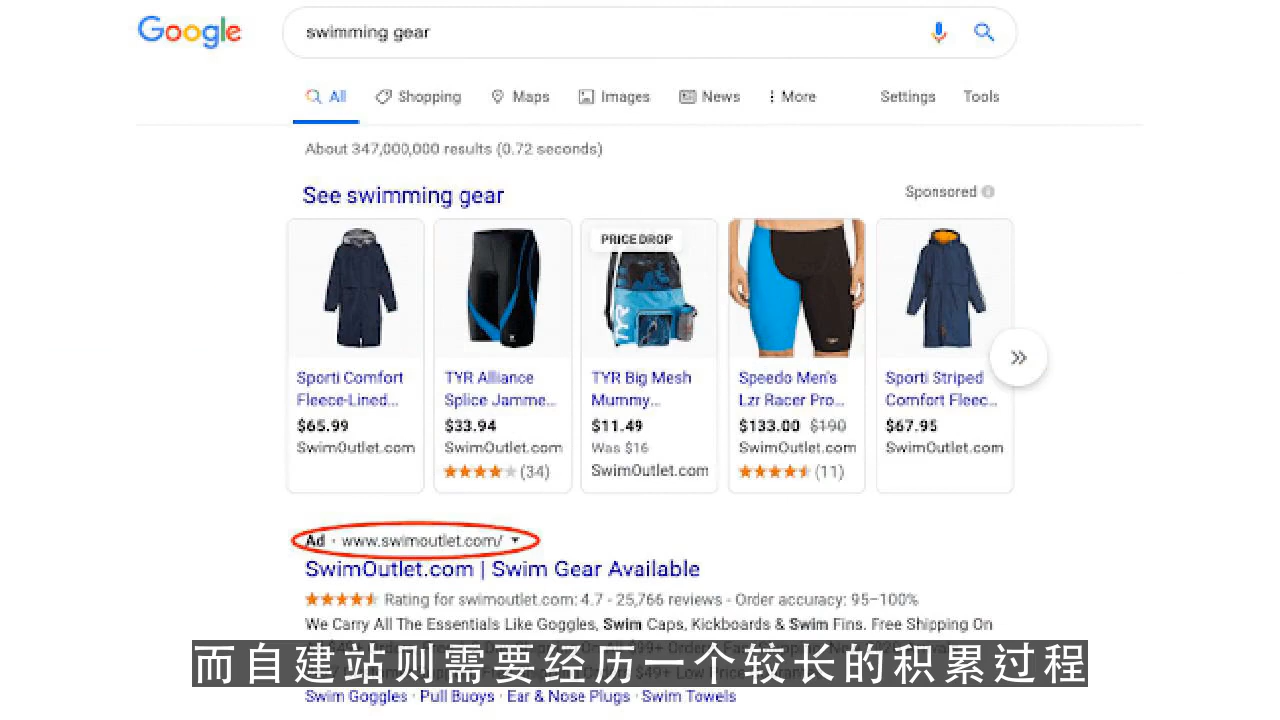 Google
swimming gear
All Shopping Maps Images News More Settings Tools
About 347,000,000 results (0.72 seconds)
See swimming gear
Sponsored
PRICE DROP
TYR
Sporti Comfort Fleece-Lined...
$65.99
SwimOutlet.com
TYR Alliance Splice Jamme...
$33.94
SwimOutlet.com
(34)
TYR Big Mesh Mummy...
$11.49
Was $16
SwimOutlet.com
Speedo Men's Lzr Racer Pro...
$133.00 $190
SwimOutlet.com
(11)
Sporti Striped Comfort Fleec...
$67.95
SwimOutlet.com
Ad · www.swimoutlet.com/
SwimOutlet.com | Swim Gear Available
Rating for swimoutlet.com: 4.7 - 25,766 reviews - Order accuracy: 95–100%
We Carry All The Essentials Like Goggles, Swim Caps, Kickboards & Swim Fins. Free Shipping On
而自建站则需要经历一个较长的积累过程
Swim Goggles · Pull Buoys · Ear & Nose Plugs · Swim Towels